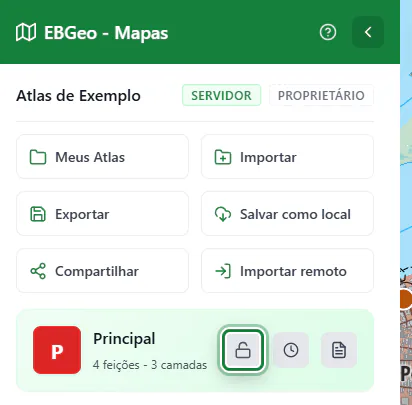 EBGeo - Mapas
Atlas de Exemplo SERVIDOR PROPRIETÁRIO
Meus Atlas Importar
Exportar Salvar como local
Compartilhar Importar remoto
P Principal
4 feições - 3 camadas